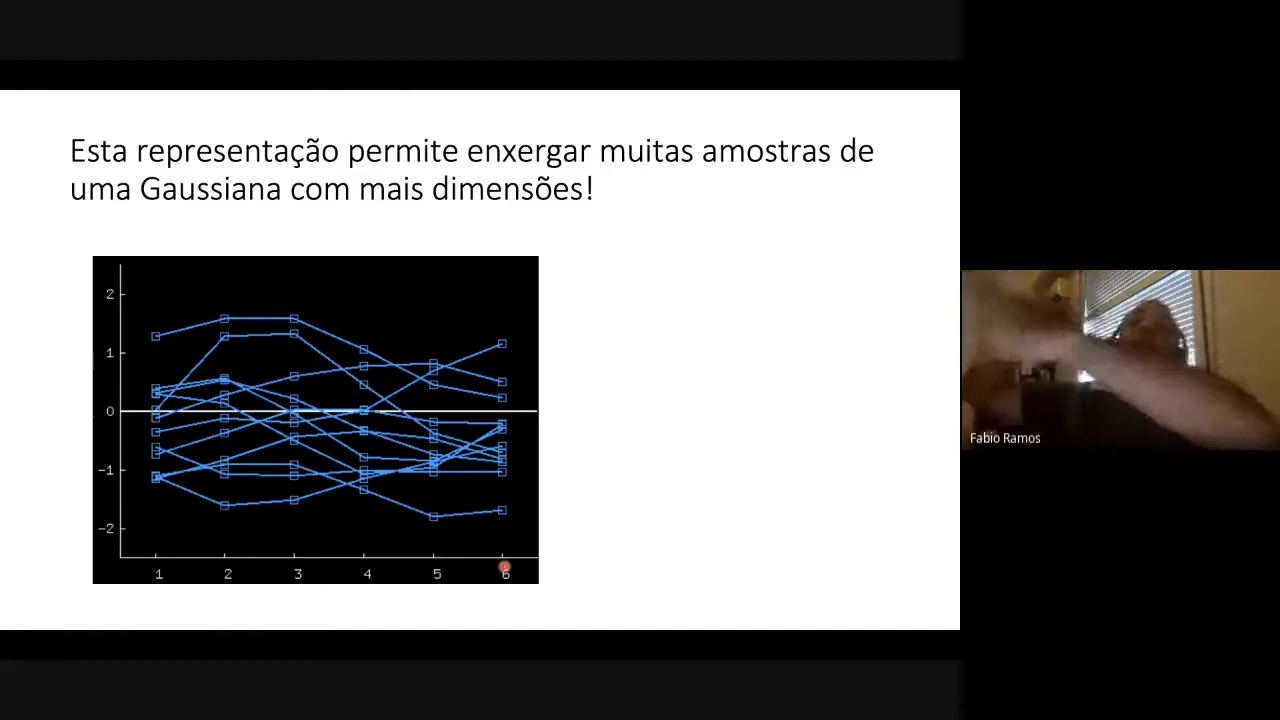 Esta representação permite enxergar muitas amostras de
uma Gaussiana com mais dimensões!
2
1
0
-1
-2
1 2 3 4 5 6
Fabio Ramos